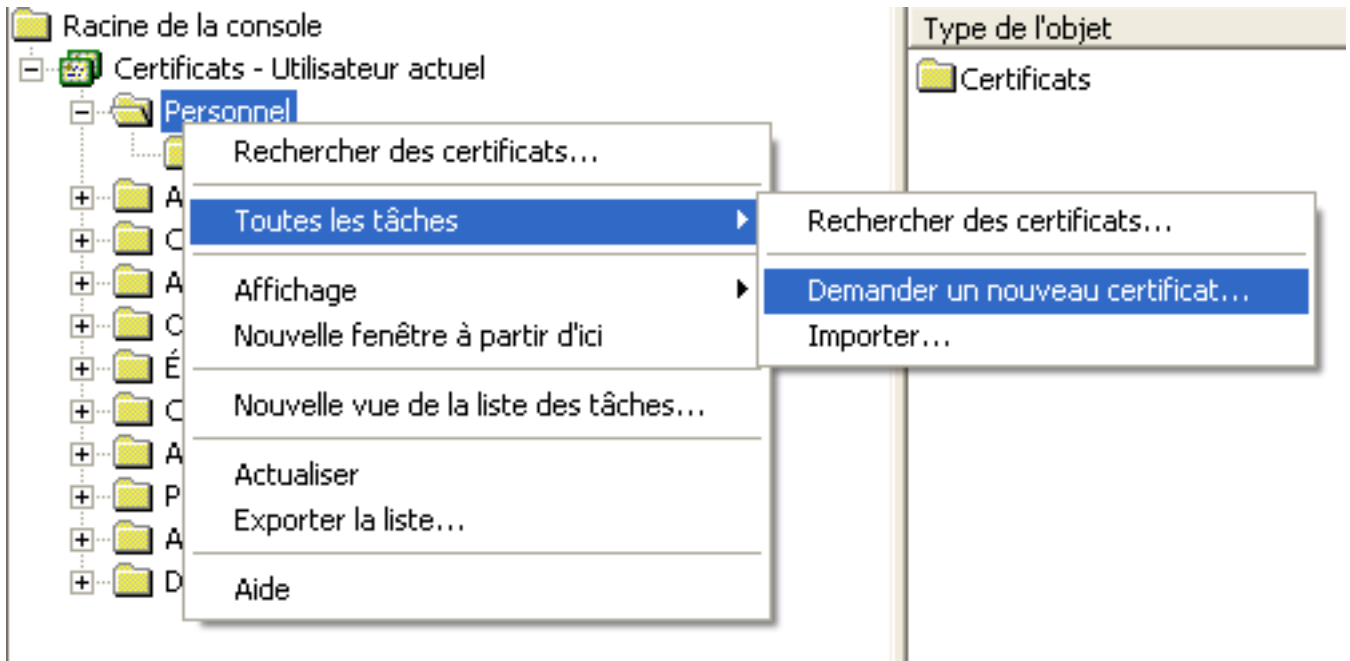 Racine de la console
Certificats - Utilisateur actuel
Personnel
A
C
A
C
É
C
A
P
A
D
Rechercher des certificats...
Toutes les tâches
Affichage
Nouvelle fenêtre à partir d'ici
Nouvelle vue de la liste des tâches...
Actualiser
Exporter la liste...
Aide
Rechercher des certificats...
Demander un nouveau certificat...
Importer...
Type de l'objet
Certificats